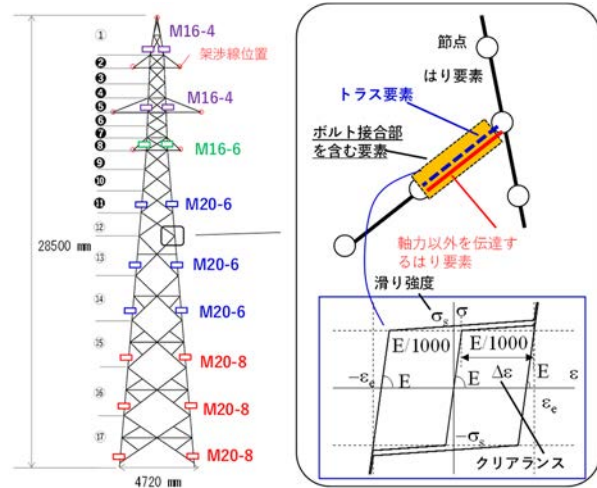 ①
❷
❸
❹
❺
❻
❼
❽
❾
❿
⓫
⑫
⑬
⑭
⑮
⑯
⑰
M16-4
架渉線位置
M16-4
M16-6
M20-6
M20-6
M20-6
M20-8
M20-8
M20-8
28500 mm
4720 mm
節点
はり要素
トラス要素
ボルト接合部
を含む要素
軸力以外を伝達す
るはり要素
滑り強度
σs σ
E/1000 E/1000
−εe E E Δε E ε
εe
−σs
クリアランス